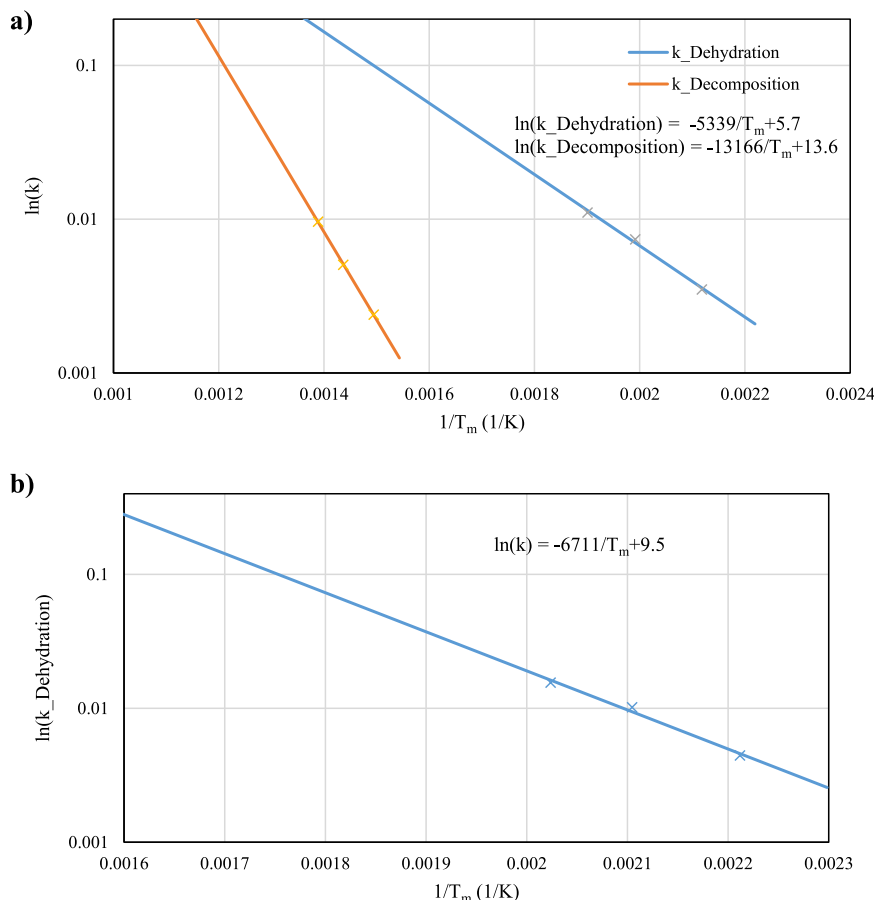 a)
0.1
0.01
0.001
ln(k)
k_Dehydration
k_Decomposition
ln(k_Dehydration) = -5339/Tm+5.7
ln(k_Decomposition) = -13166/Tm+13.6
0.001 0.0012 0.0014 0.0016 0.0018 0.002 0.0022 0.0024
1/Tm (1/K)
b)
0.1
0.01
0.001
ln(k_Dehydration)
ln(k) = -6711/Tm+9.5
0.0016 0.0017 0.0018 0.0019 0.002 0.0021 0.0022 0.0023
1/Tm (1/K)